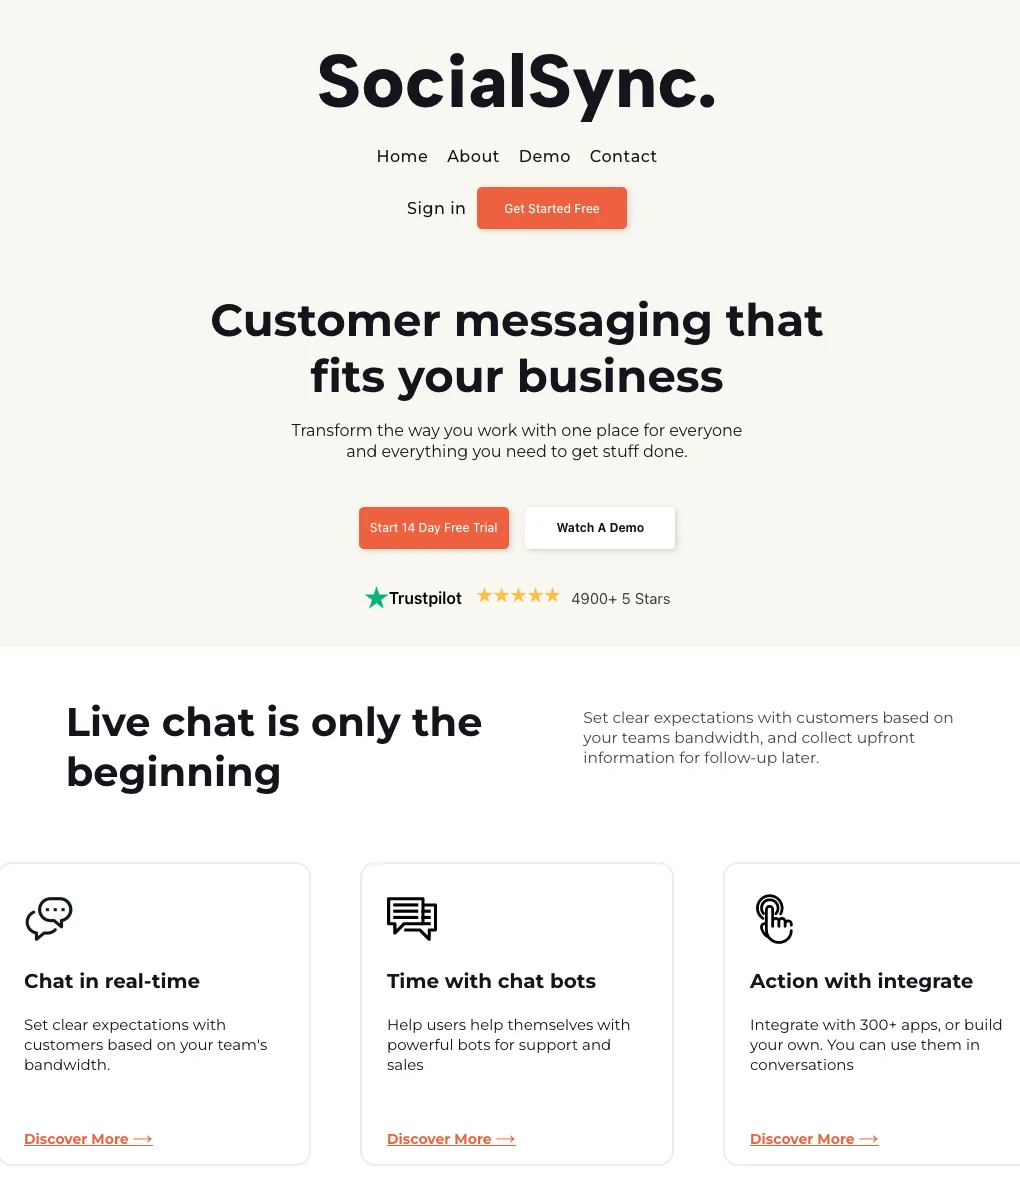 SocialSync.
Home About Demo Contact
Sign in Get Started Free
Customer messaging that
fits your business
Transform the way you work with one place for everyone
and everything you need to get stuff done.
Start 14 Day Free Trial Watch A Demo
Trustpilot 4900+ 5 Stars
Live chat is only the
beginning
Set clear expectations with customers based on
your teams bandwidth, and collect upfront
information for follow-up later.
Chat in real-time
Set clear expectations with
customers based on your team's
bandwidth.
Discover More ⟶
Time with chat bots
Help users help themselves with
powerful bots for support and
sales
Discover More ⟶
Action with integrate
Integrate with 300+ apps, or build
your own. You can use them in
conversations
Discover More ⟶